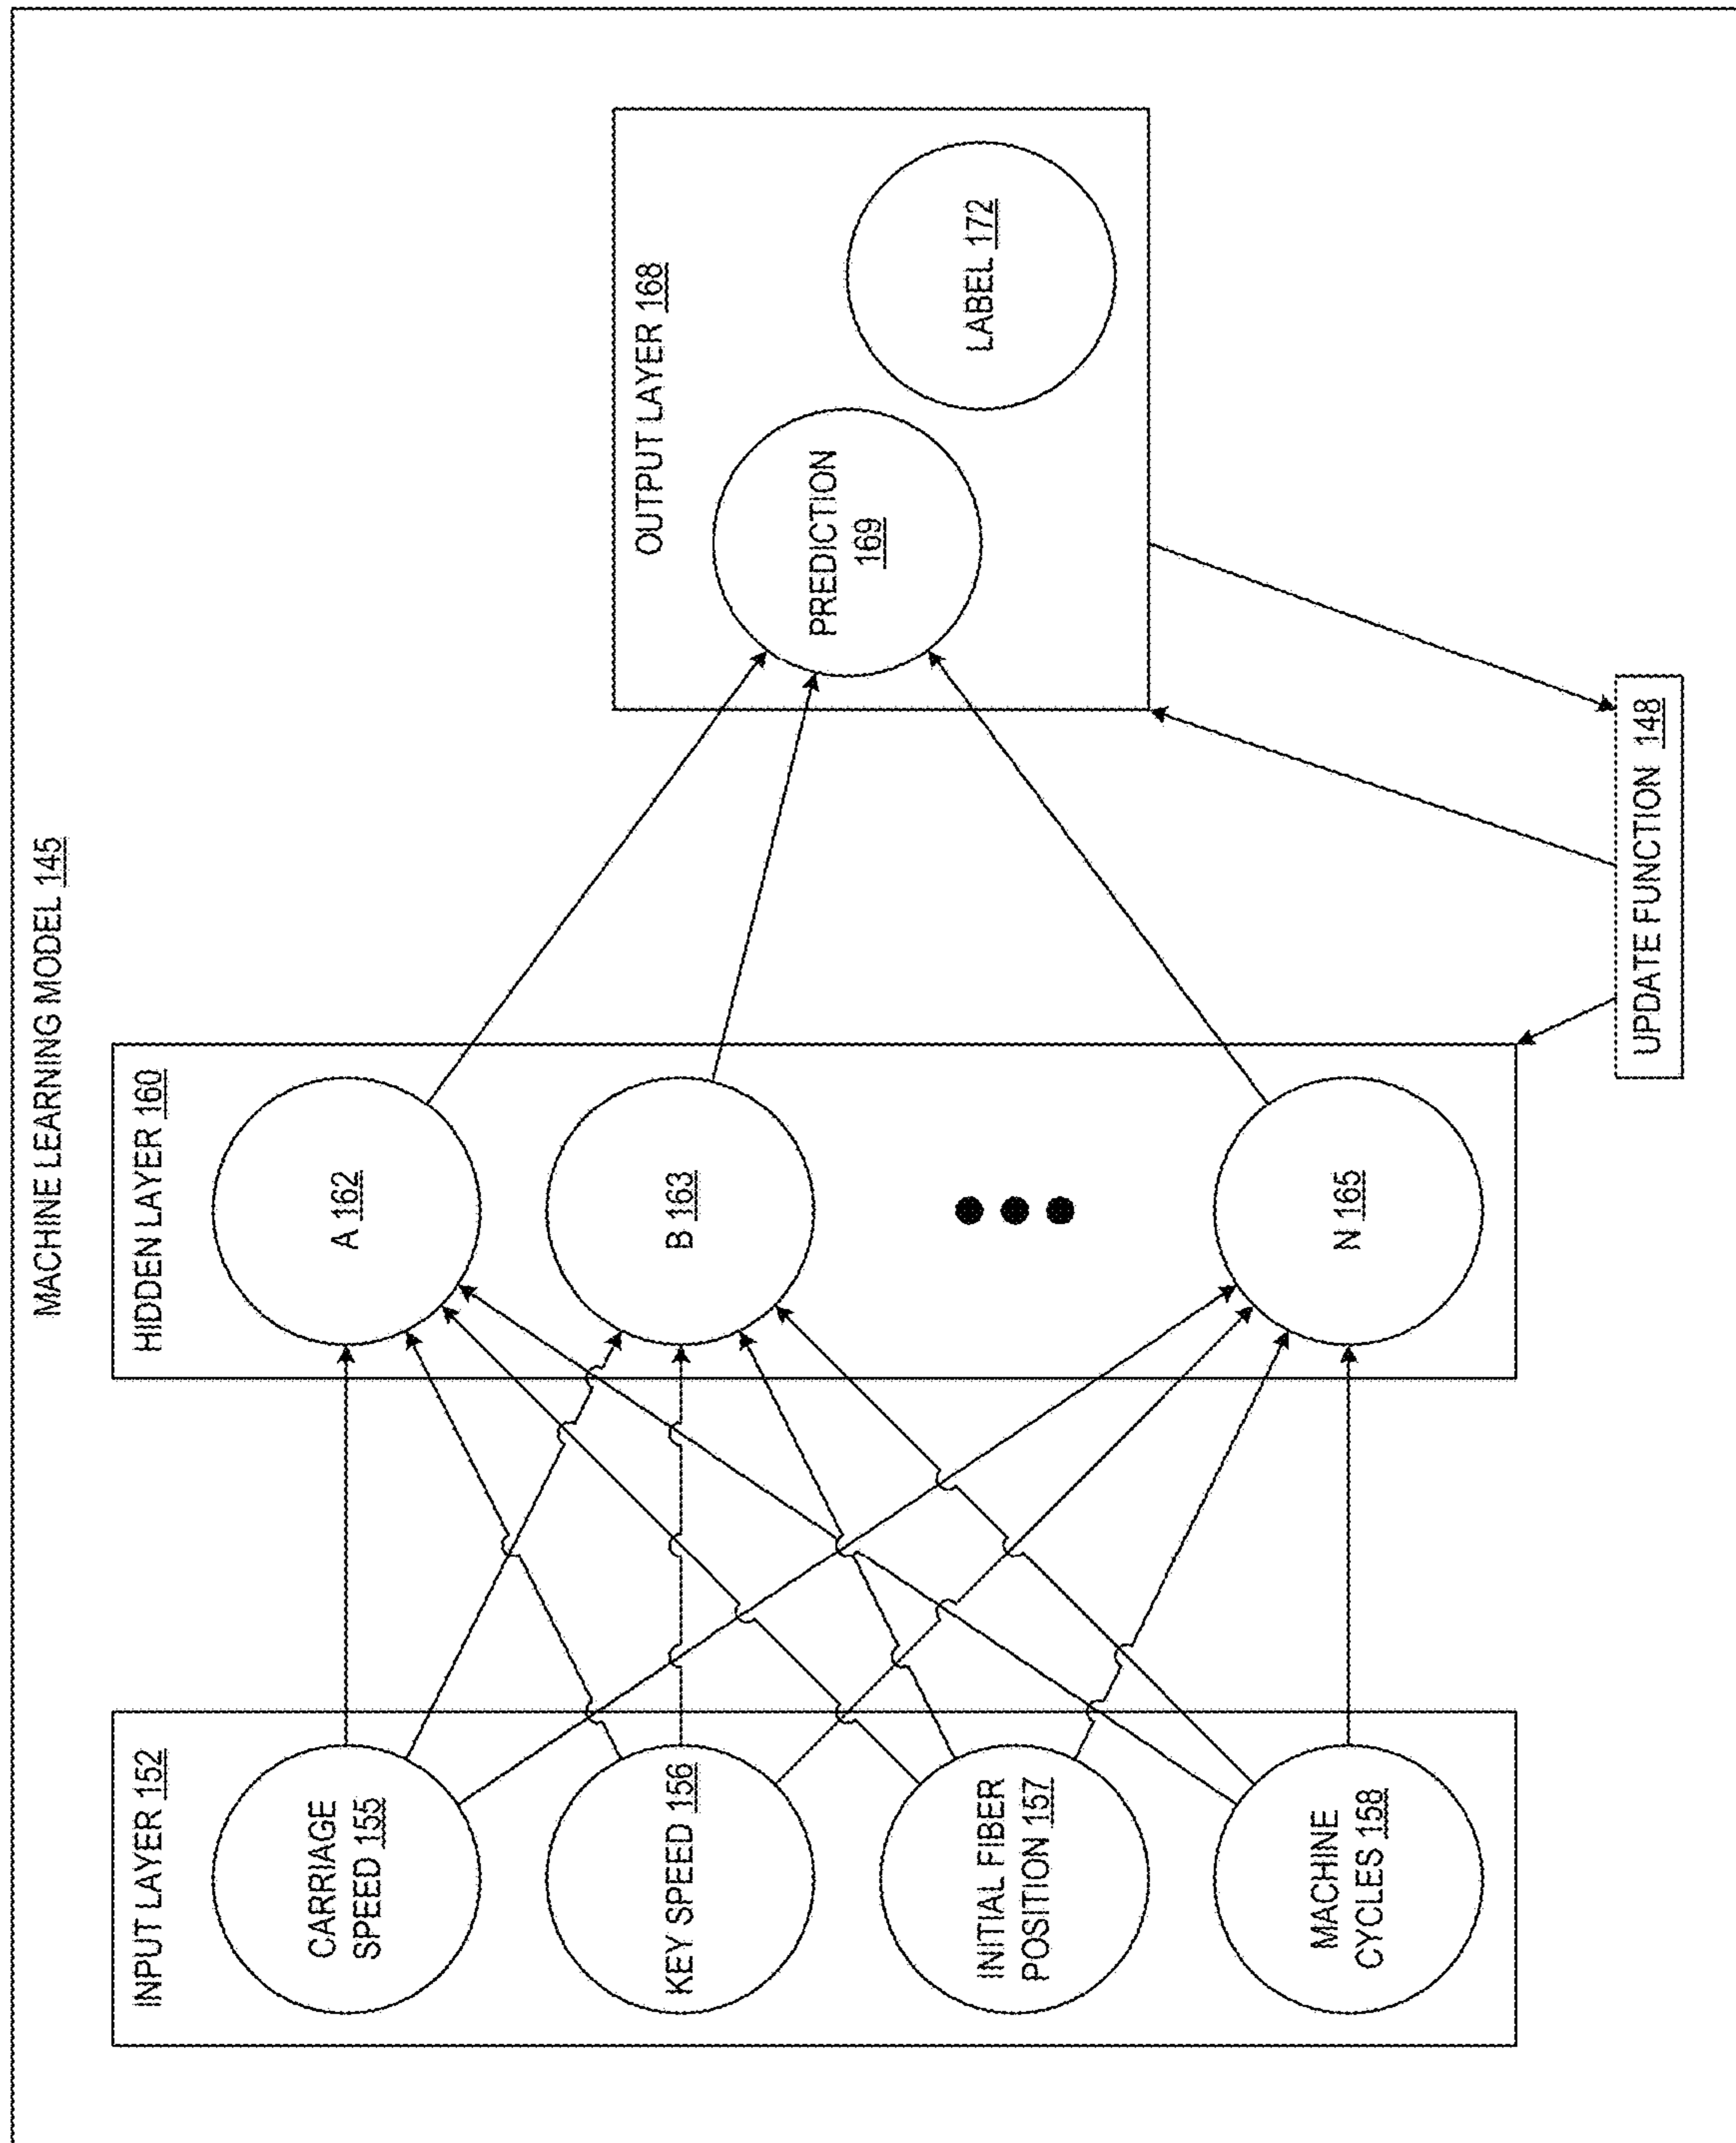 MACHINE LEARNING MODEL 145
INPUT LAYER 152
CARRIAGE
SPEED 155
KEY SPEED 156
INITIAL FIBER
POSITION 157
MACHINE
CYCLES 158
HIDDEN LAYER 160
A 162
B 163
N 165
OUTPUT LAYER 168
PREDICTION
169
LABEL 172
UPDATE FUNCTION 148